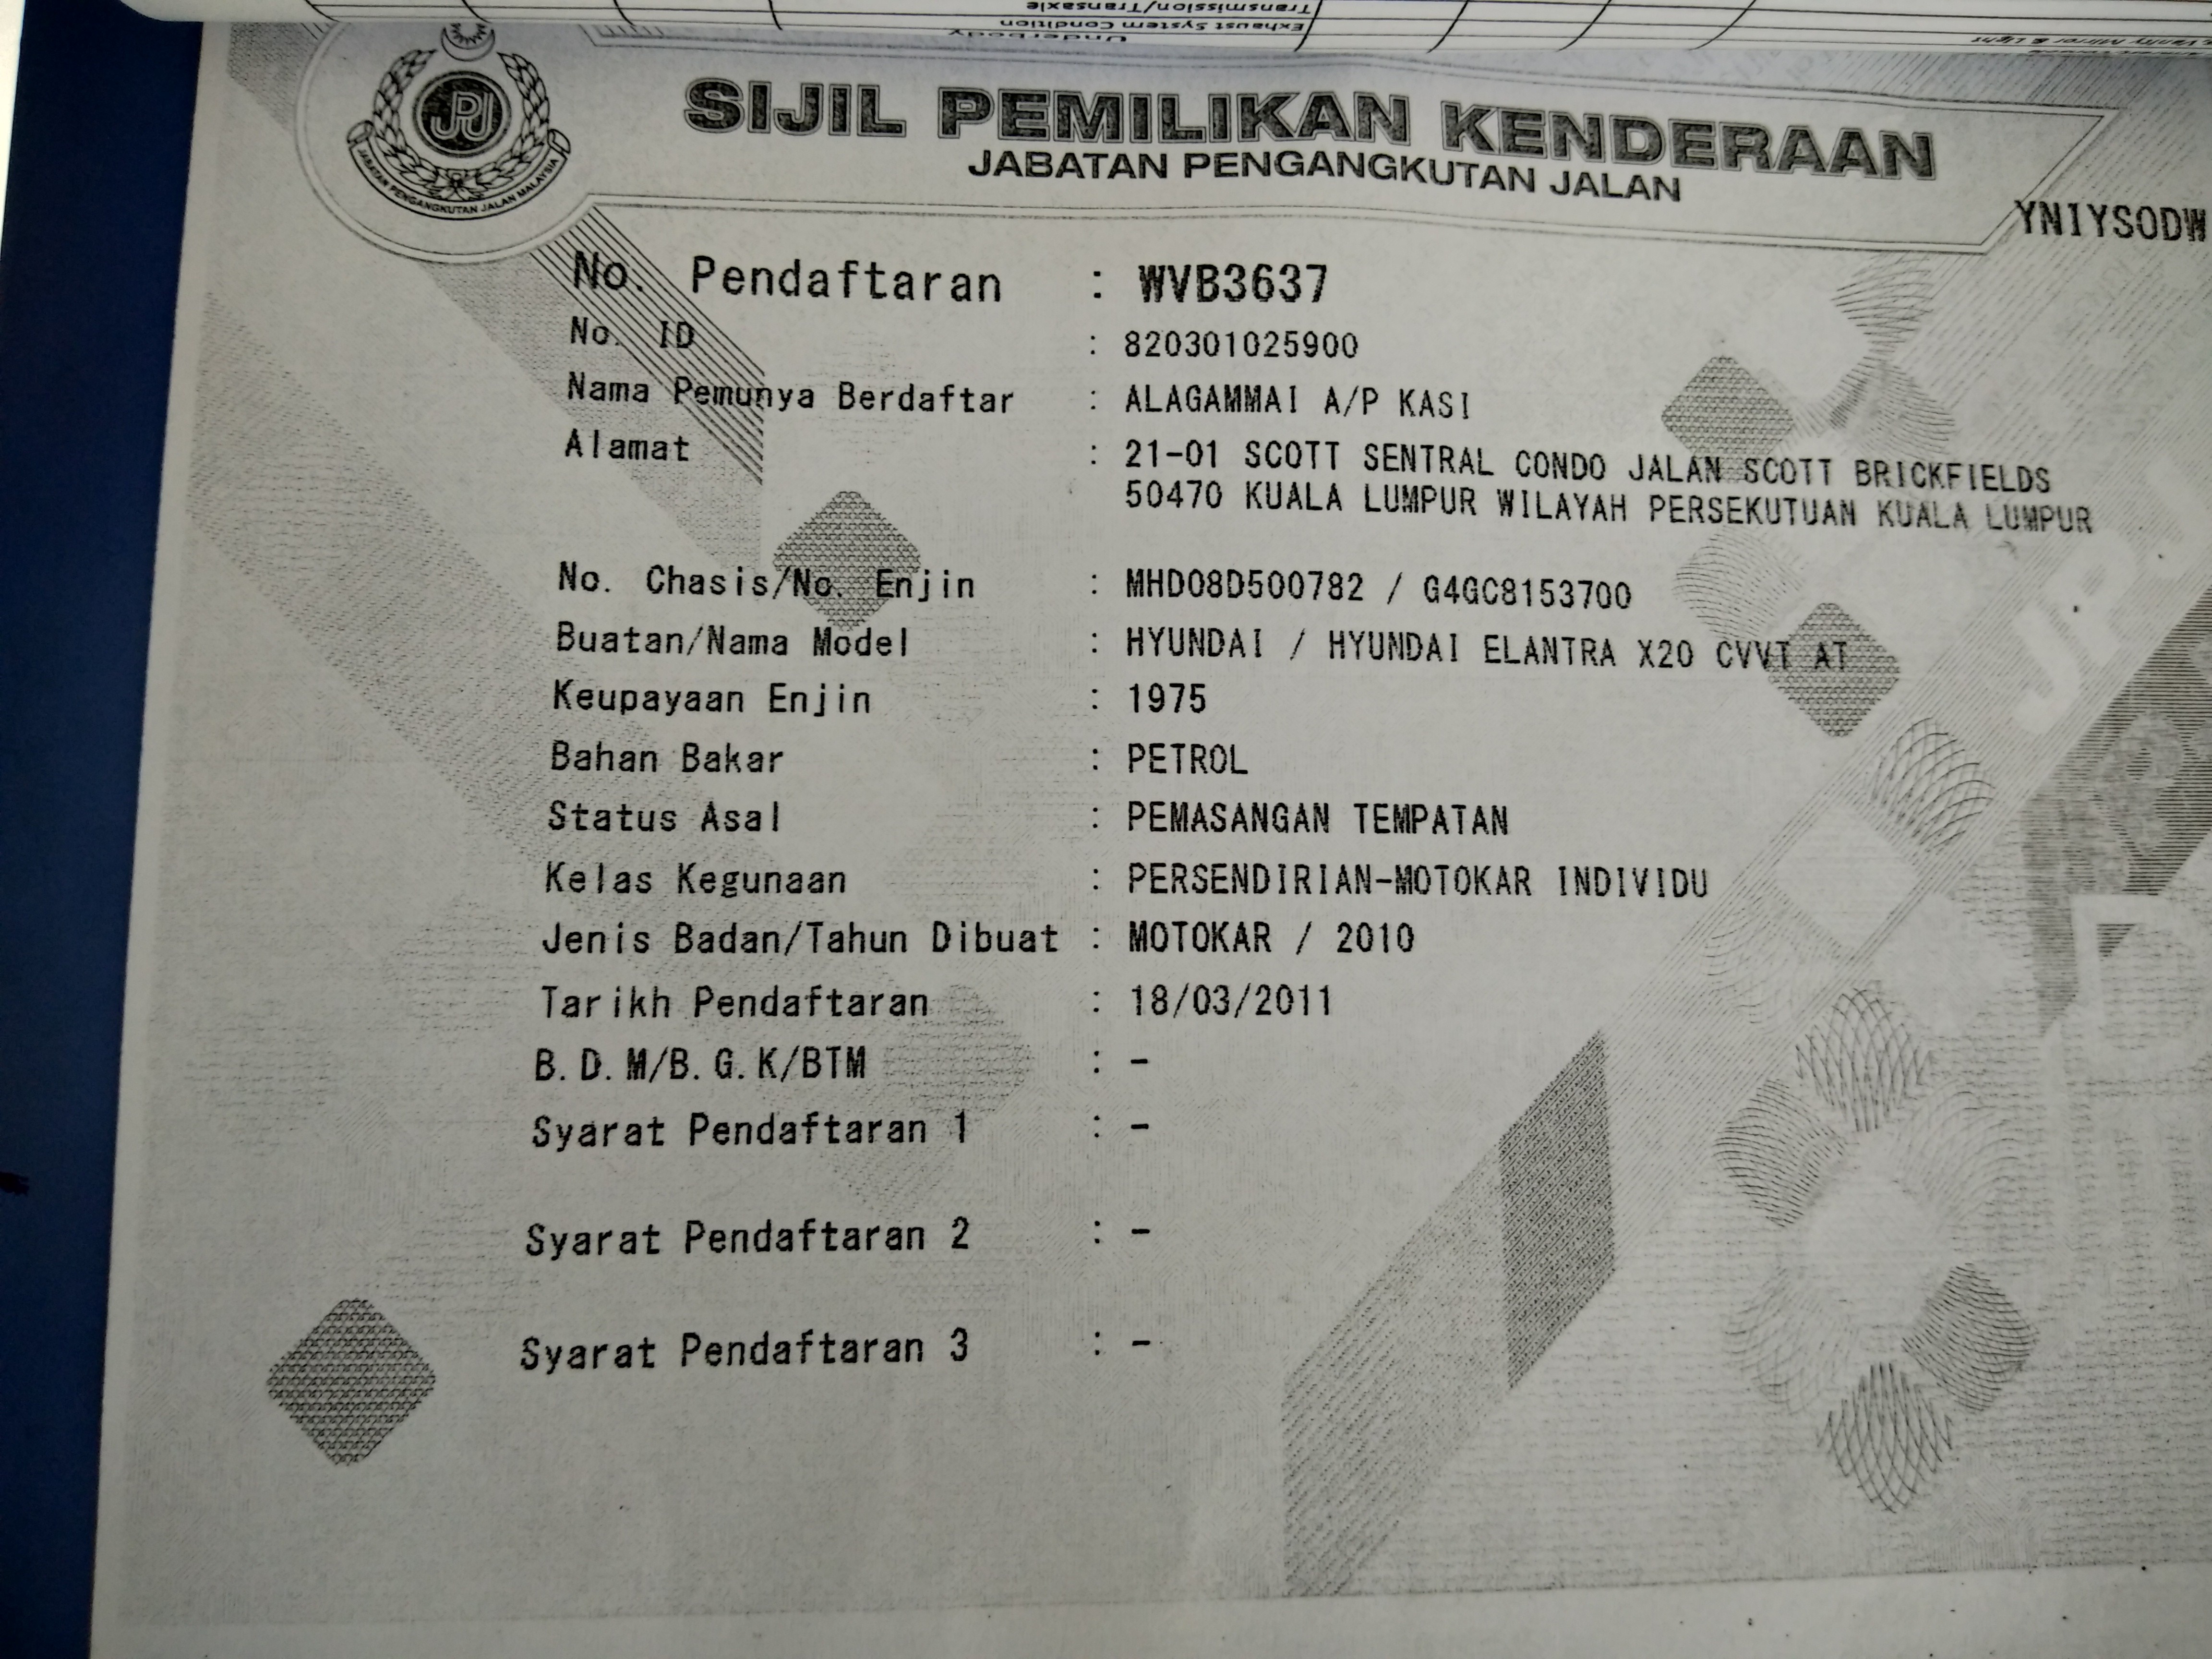 Transmission/Transaxle
Exhaust System Condition
Underbody
Vanity Mirror & Light
JPJ
JABATAN PENGANGKUTAN JALAN MALAYSIA
SIJIL PEMILIKAN KENDERAAN
JABATAN PENGANGKUTAN JALAN
YNIYSODW
No. Pendaftaran : WVB3637
No. ID : 820301025900
Nama Pemunya Berdaftar : ALAGAMMAI A/P KASI
Alamat : 21-01 SCOTT SENTRAL CONDO JALAN SCOTT BRICKFIELDS
50470 KUALA LUMPUR WILAYAH PERSEKUTUAN KUALA LUMPUR
No. Chasis/No. Enjin : MHD08D500782 / G4GC8153700
Buatan/Nama Model : HYUNDAI / HYUNDAI ELANTRA X20 CVVT AT
Keupayaan Enjin : 1975
Bahan Bakar : PETROL
Status Asal : PEMASANGAN TEMPATAN
Kelas Kegunaan : PERSENDIRIAN-MOTOKAR INDIVIDU
Jenis Badan/Tahun Dibuat : MOTOKAR / 2010
Tarikh Pendaftaran : 18/03/2011
B.D.M/B.G.K/BTM : -
Syarat Pendaftaran 1 : -
Syarat Pendaftaran 2 : -
Syarat Pendaftaran 3 : -